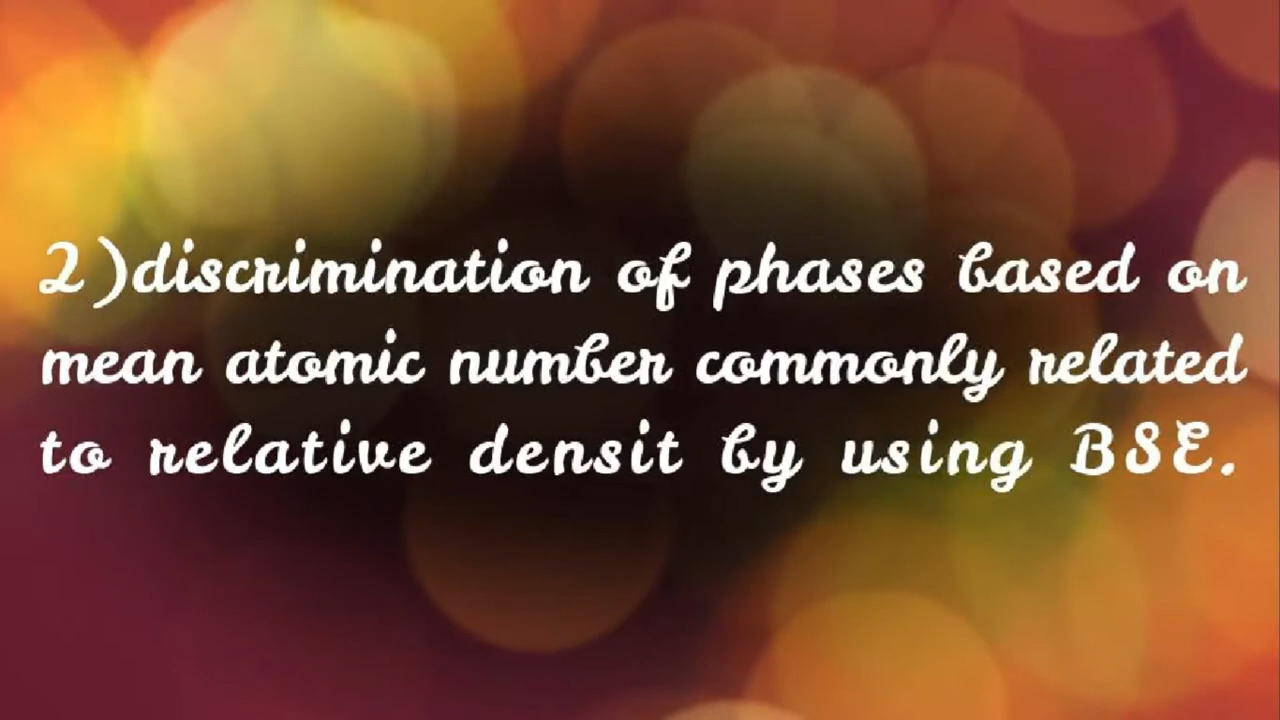 2)discrimination of phases based on
mean atomic number commonly related
to relative densit by using BSE.